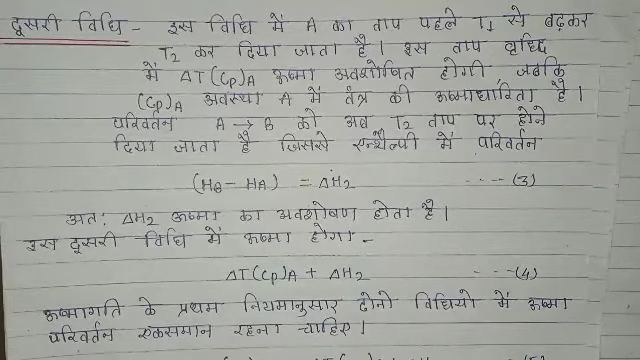 दूसरी विधि - इस विधि में A का ताप पहले T₁ से बढ़कर
T₂ कर दिया जाता है। इस ताप वृध्दि
में ΔT(Cp)A ऊष्मा अवशोषित होगी, जबकि
(Cp)A अवस्था A में तंत्र की ऊष्माधारिता है।
परिवर्तन A → B को अब T₂ ताप पर होने
दिया जाता है जिससे एन्थैल्पी में परिवर्तन
(HB - HA) = ΔH₂ ---- (3)
अतः ΔH₂ ऊष्मा का अवशोषण होता है।
इस दूसरी विधि में ऊष्मा होगा -
ΔT(Cp)A + ΔH₂ ---(4)
ऊष्मागति के प्रथम नियमानुसार दोनो विधियो में ऊष्मा
परिवर्तन एकसमान रहना चाहिए।